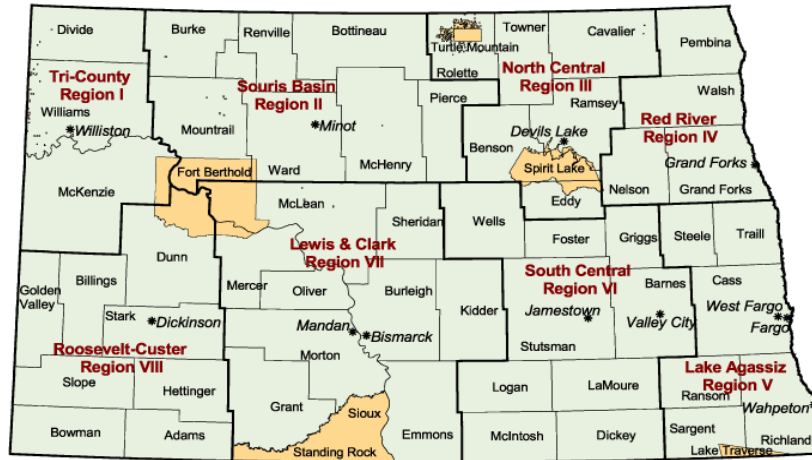 Divide
Burke
Renville
Bottineau
Towner
Cavalier
Pembina
Turtle Mountain
Rolette
Tri-County
Region I
Souris Basin
Region II
North Central
Region III
Pierce
Ramsey
Walsh
Williams
Williston
Mountrail
Minot
Devils Lake
Red River
Region IV
Benson
Grand Forks
Fort Berthold
Ward
McHenry
Spirit Lake
McKenzie
Nelson
Grand Forks
McLean
Sheridan
Wells
Eddy
Foster
Griggs
Steele
Traill
Dunn
Lewis & Clark
Region VII
Golden
Valley
Billings
Mercer
Oliver
Burleigh
Kidder
South Central
Region VI
Barnes
Cass
Stark
Dickinson
Mandan
Bismarck
Jamestown
Valley City
West Fargo
Fargo
Roosevelt-Custer
Region VIII
Morton
Stutsman
Lake Agassiz
Region V
Slope
Hettinger
Grant
Sioux
Logan
LaMoure
Ransom
Wahpeton
Bowman
Adams
Standing Rock
Emmons
McIntosh
Dickey
Sargent
Richland
Lake Traverse